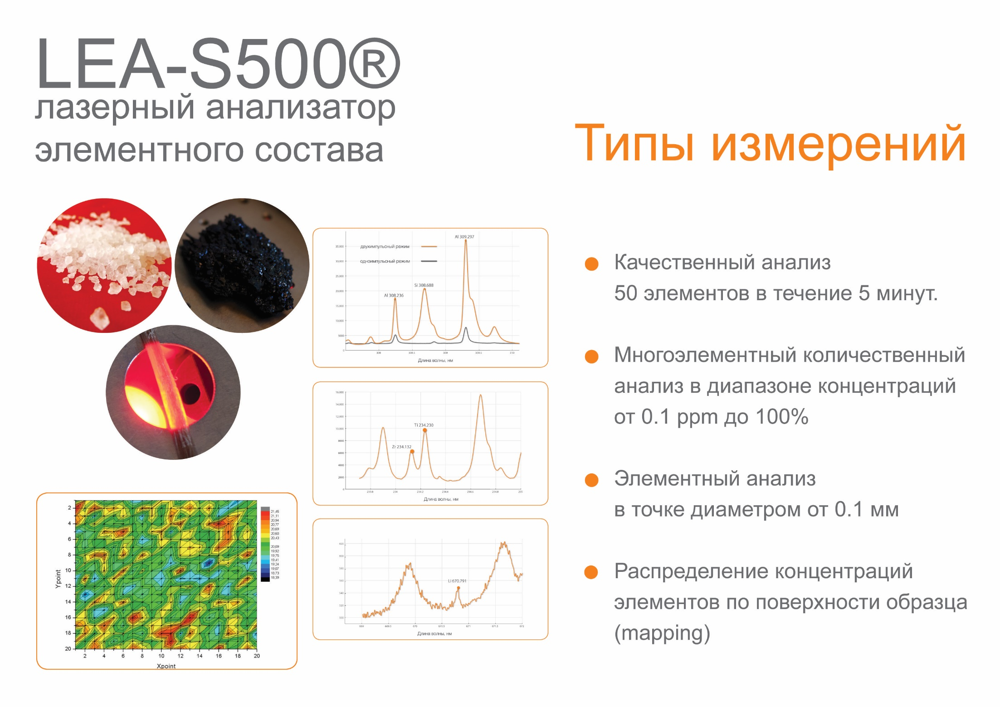 LEA-S500®
лазерный анализатор
элементного состава
Типы измерений
Качественный анализ
50 элементов в течение 5 минут.
Многоэлементный количественный
анализ в диапазоне концентраций
от 0.1 ppm до 100%
Элементный анализ
в точке диаметром от 0.1 мм
Распределение концентраций
элементов по поверхности образца
(mapping)
Al 309.297
двухимпульсный режим
одноимпульсный режим
Si 308.688
Al 308.236
35.000
30.000
25.000
20.000
15.000
10.000
5000
0
308 308.5 309 309.5 310
Длина волны, нм
16.000
14.000
12.000
10.000
8000
6000
4000
2000
0
Ti 234.230
Zr 234.132
233.8 234 234.2 234.4 234.6 234.8 235
Длина волны, нм
620
600
580
560
540
520
500
Li 670.791
669 669.5 670 670.5 671 671.5 672
Длина волны, нм
Ypoint
2
4
6
8
10
12
14
16
18
20
2 4 6 8 10 12 14 16 18 20
Xpoint
21,45
21,11
20,94
20,77
20,69
20,60
20,43
20,09
19,92
19,75
19,41
19,24
19,07
18,73
18,39